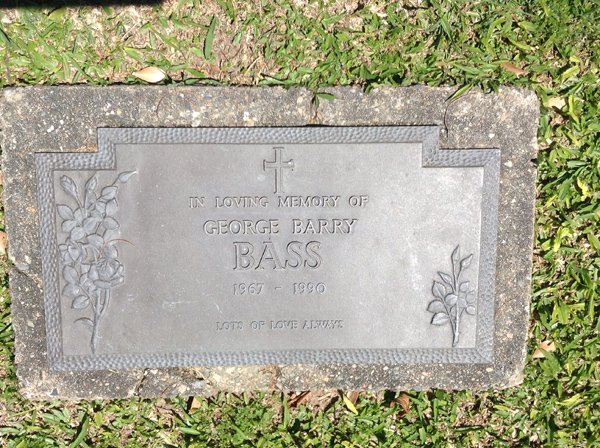 IN LOVING MEMORY OF
GEORGE BARRY
BASS
1967 - 1990
LOTS OF LOVE ALWAYS